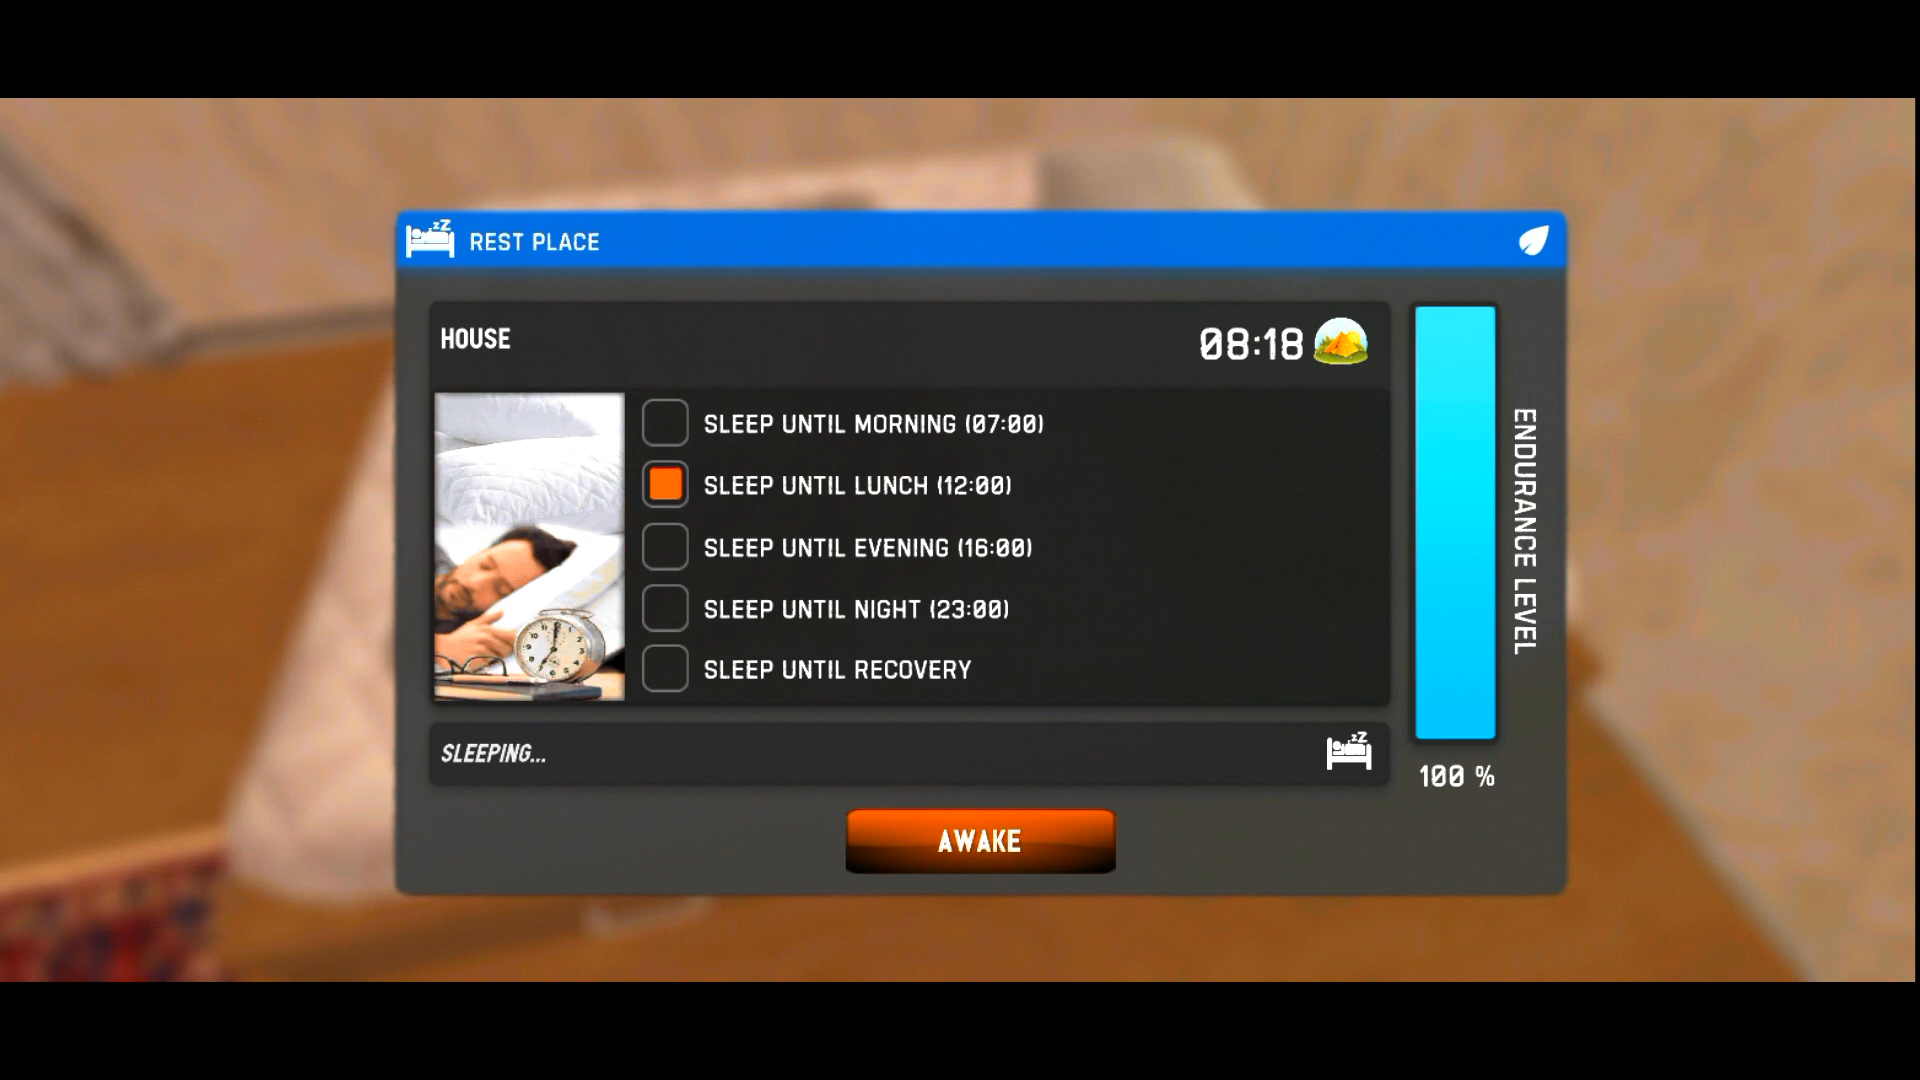 REST PLACE
HOUSE
08:18
SLEEP UNTIL MORNING (07:00)
SLEEP UNTIL LUNCH (12:00)
SLEEP UNTIL EVENING (16:00)
SLEEP UNTIL NIGHT (23:00)
SLEEP UNTIL RECOVERY
SLEEPING...
ENDURANCE LEVEL
100 %
AWAKE